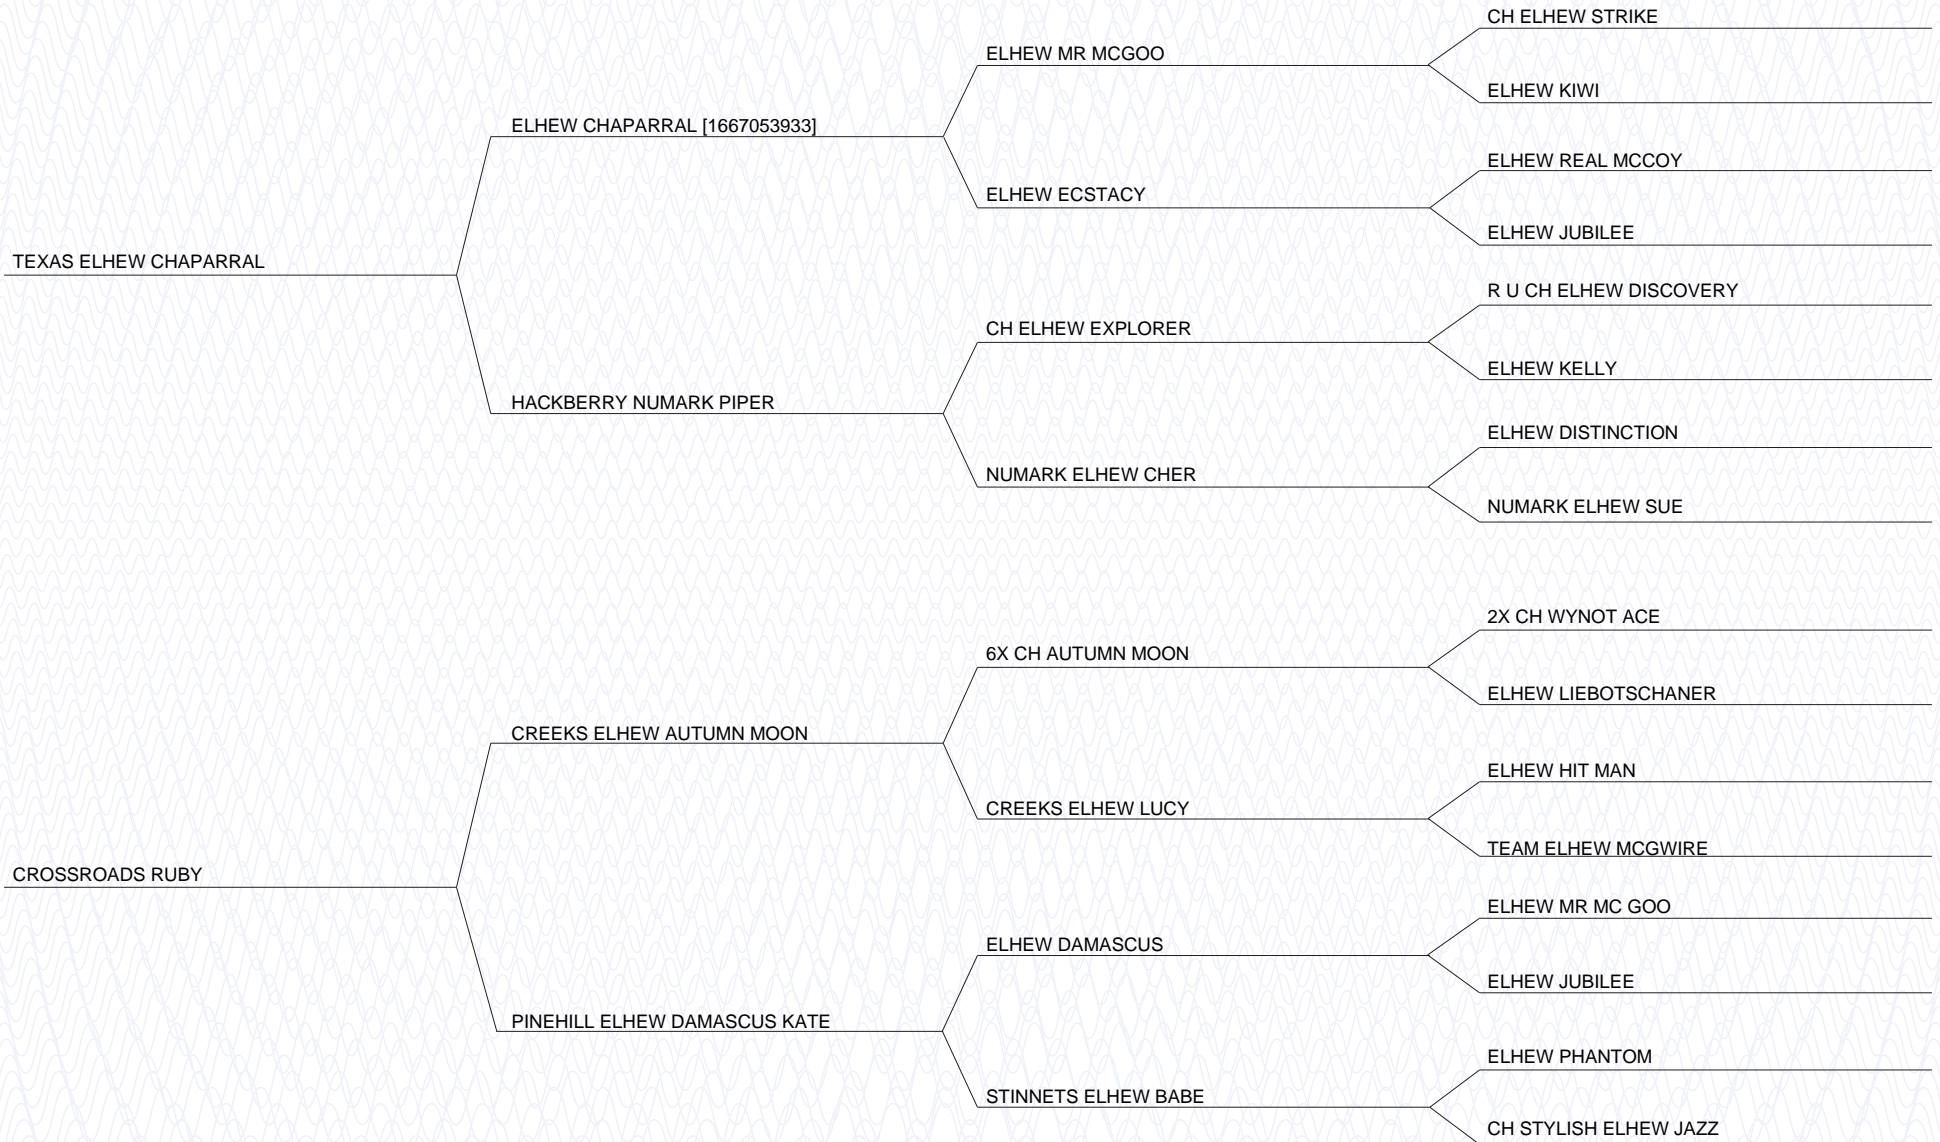 CH ELHEW STRIKE
ELHEW MR MCGOO
ELHEW KIWI
ELHEW CHAPARRAL [1667053933]
ELHEW REAL MCCOY
ELHEW ECSTACY
ELHEW JUBILEE
TEXAS ELHEW CHAPARRAL
R U CH ELHEW DISCOVERY
CH ELHEW EXPLORER
ELHEW KELLY
HACKBERRY NUMARK PIPER
ELHEW DISTINCTION
NUMARK ELHEW CHER
NUMARK ELHEW SUE
2X CH WYNOT ACE
6X CH AUTUMN MOON
ELHEW LIEBOTSCHANER
CREEKS ELHEW AUTUMN MOON
ELHEW HIT MAN
CREEKS ELHEW LUCY
TEAM ELHEW MCGWIRE
CROSSROADS RUBY
ELHEW MR MC GOO
ELHEW DAMASCUS
ELHEW JUBILEE
PINEHILL ELHEW DAMASCUS KATE
ELHEW PHANTOM
STINNETS ELHEW BABE
CH STYLISH ELHEW JAZZ